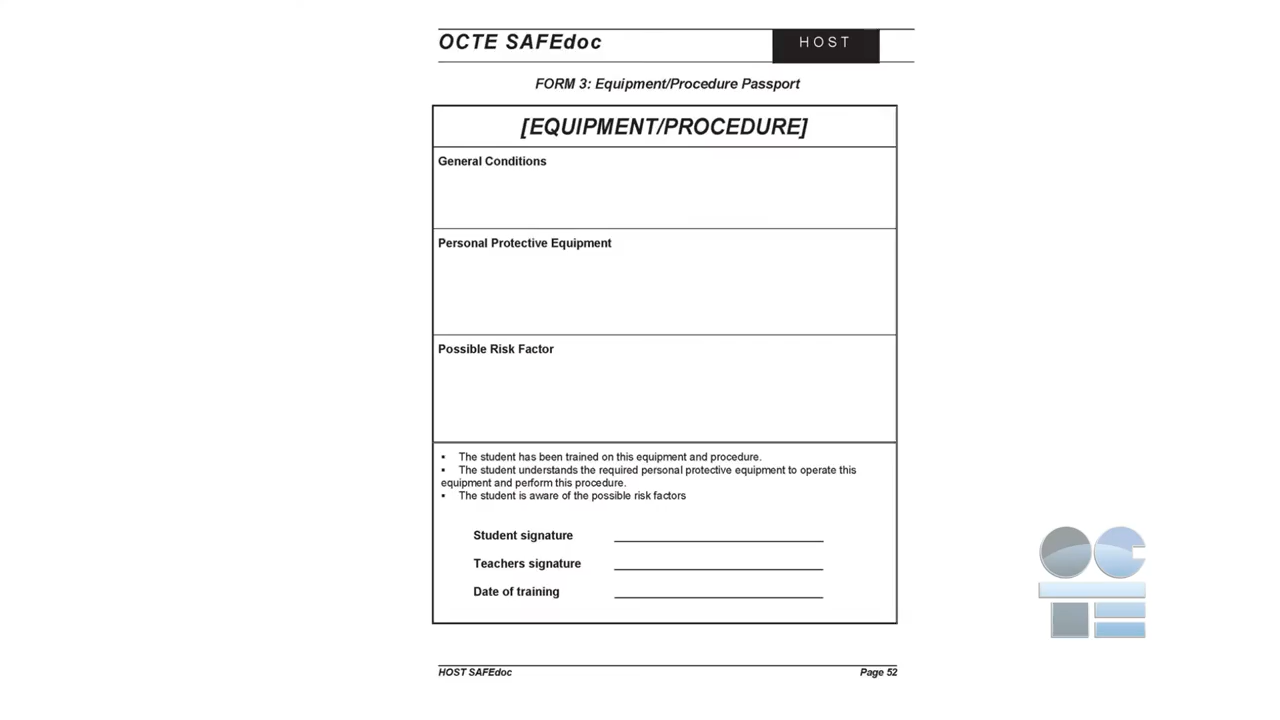 OCTE SAFEdoc
HOST
FORM 3: Equipment/Procedure Passport
[EQUIPMENT/PROCEDURE]
General Conditions
Personal Protective Equipment
Possible Risk Factor
▪ The student has been trained on this equipment and procedure.
▪ The student understands the required personal protective equipment to operate this
equipment and perform this procedure.
▪ The student is aware of the possible risk factors
Student signature
Teachers signature
Date of training
HOST SAFEdoc
Page 52
OC
TE